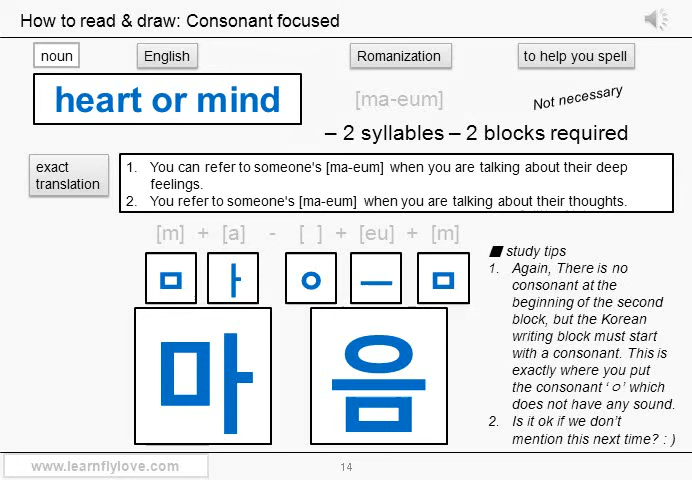 How to read & draw: Consonant focused
noun
English
Romanization
to help you spell
heart or mind
[ma-eum]
Not necessary
– 2 syllables – 2 blocks required
exact
translation
1. You can refer to someone's [ma-eum] when you are talking about their deep
feelings.
2. You refer to someone's [ma-eum] when you are talking about their thoughts.
[m] + [a] - [ ] + [eu] + [m]
ㅁ ㅏ ㅇ ㅡ ㅁ
마 음
study tips
1. Again, There is no
consonant at the
beginning of the second
block, but the Korean
writing block must start
with a consonant. This is
exactly where you put
the consonant ‘ㅇ’ which
does not have any sound.
2. Is it ok if we don’t
mention this next time? : )
www.learnflylove.com
14